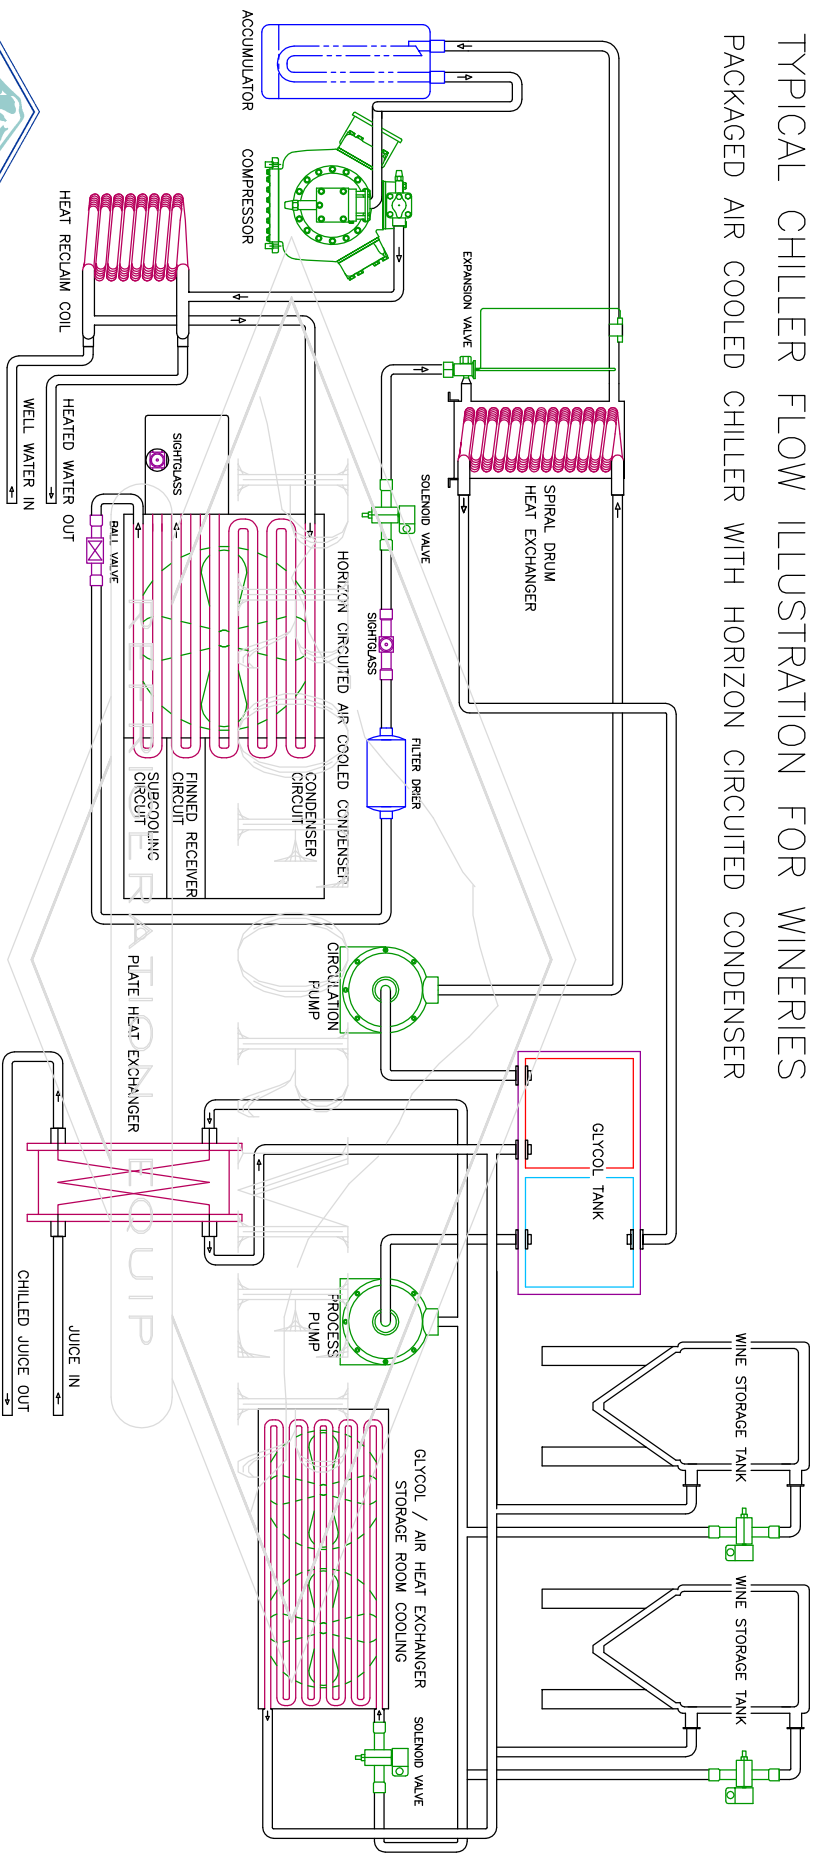 TYPICAL CHILLER FLOW ILLUSTRATION FOR WINERIES
PACKAGED AIR COOLED CHILLER WITH HORIZON CIRCUITED CONDENSER
ACCUMULATOR
COMPRESSOR
EXPANSION VALVE
HEAT RECLAIM COIL
HEATED WATER OUT
WELL WATER IN
SIGHTGLASS
BALL VALVE
SOLENOID VALVE
SPIRAL DRUM
HEAT EXCHANGER
SIGHTGLASS
FILTER DRIER
HORIZON CIRCUITED AIR COOLED CONDENSER
CONDENSER
CIRCUIT
FINNED RECEIVER
CIRCUIT
SUBCOOLING
CIRCUIT
CIRCULATION
PUMP
PLATE HEAT EXCHANGER
GLYCOL TANK
PROCESS
PUMP
JUICE IN
CHILLED JUICE OUT
WINE STORAGE TANK
WINE STORAGE TANK
GLYCOL / AIR HEAT EXCHANGER
STORAGE ROOM COOLING
SOLENOID VALVE
REFRIGERATION EQUIP